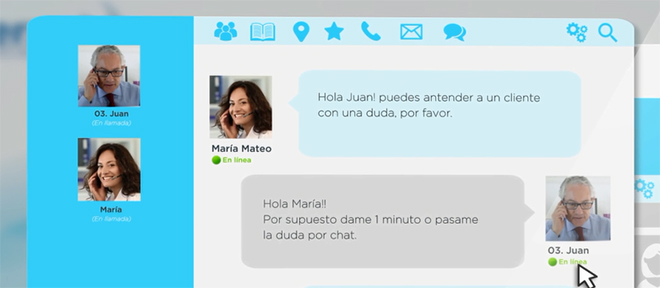 03. Juan
(En llamada)
María
(En llamada)
Hola Juan! puedes antender a un cliente
con una duda, por favor.
María Mateo
En línea
Hola María!!
Por supuesto dame 1 minuto o pasame
la duda por chat.
03. Juan
En línea